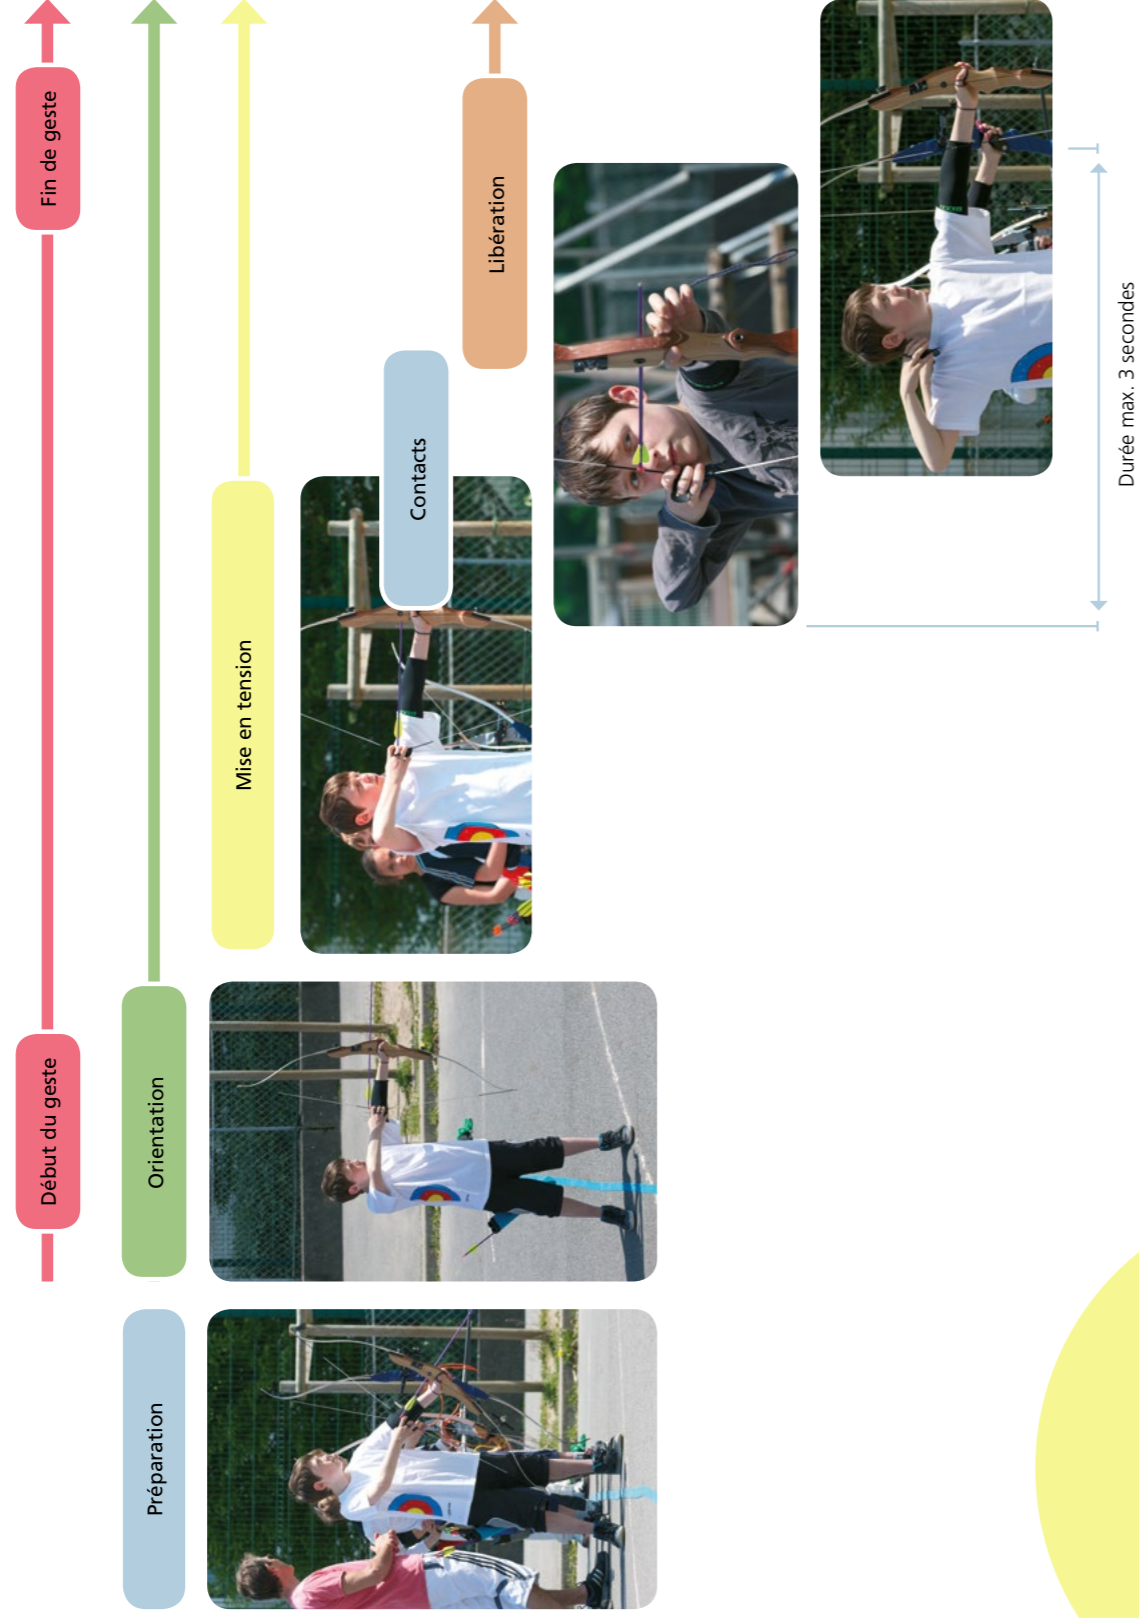 Début du geste
Fin de geste
Préparation
Orientation
Mise en tension
Contacts
Libération
Durée max. 3 secondes